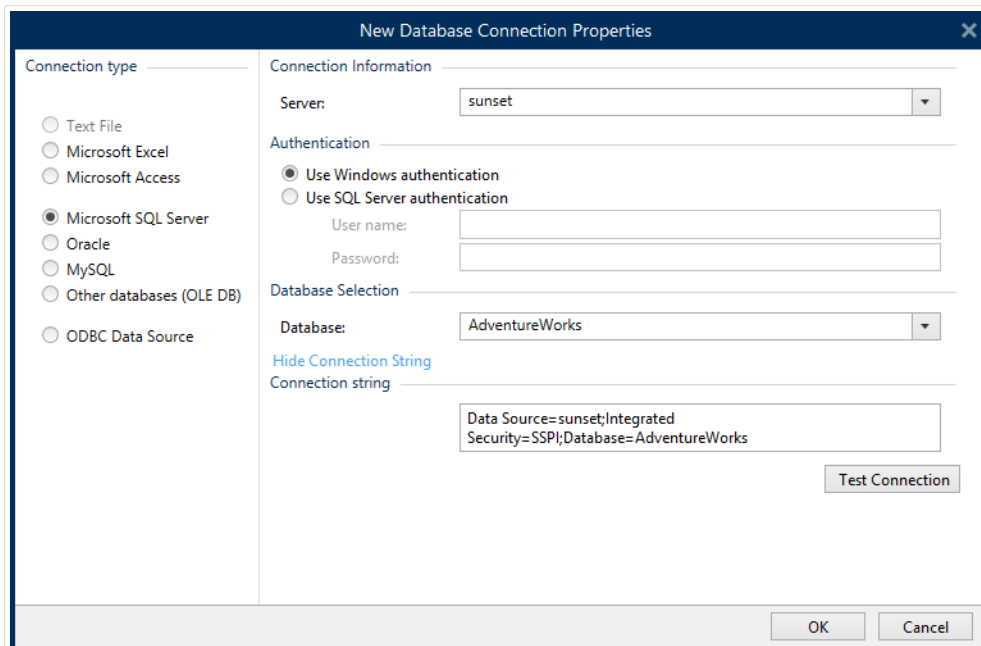 New Database Connection Properties
Connection type
Text File
Microsoft Excel
Microsoft Access
Microsoft SQL Server
Oracle
MySQL
Other databases (OLE DB)
ODBC Data Source
Connection Information
Server:
sunset
Authentication
Use Windows authentication
Use SQL Server authentication
User name:
Password:
Database Selection
Database:
AdventureWorks
Hide Connection String
Connection string
Data Source=sunset;Integrated
Security=SSPI;Database=AdventureWorks
Test Connection
OK
Cancel